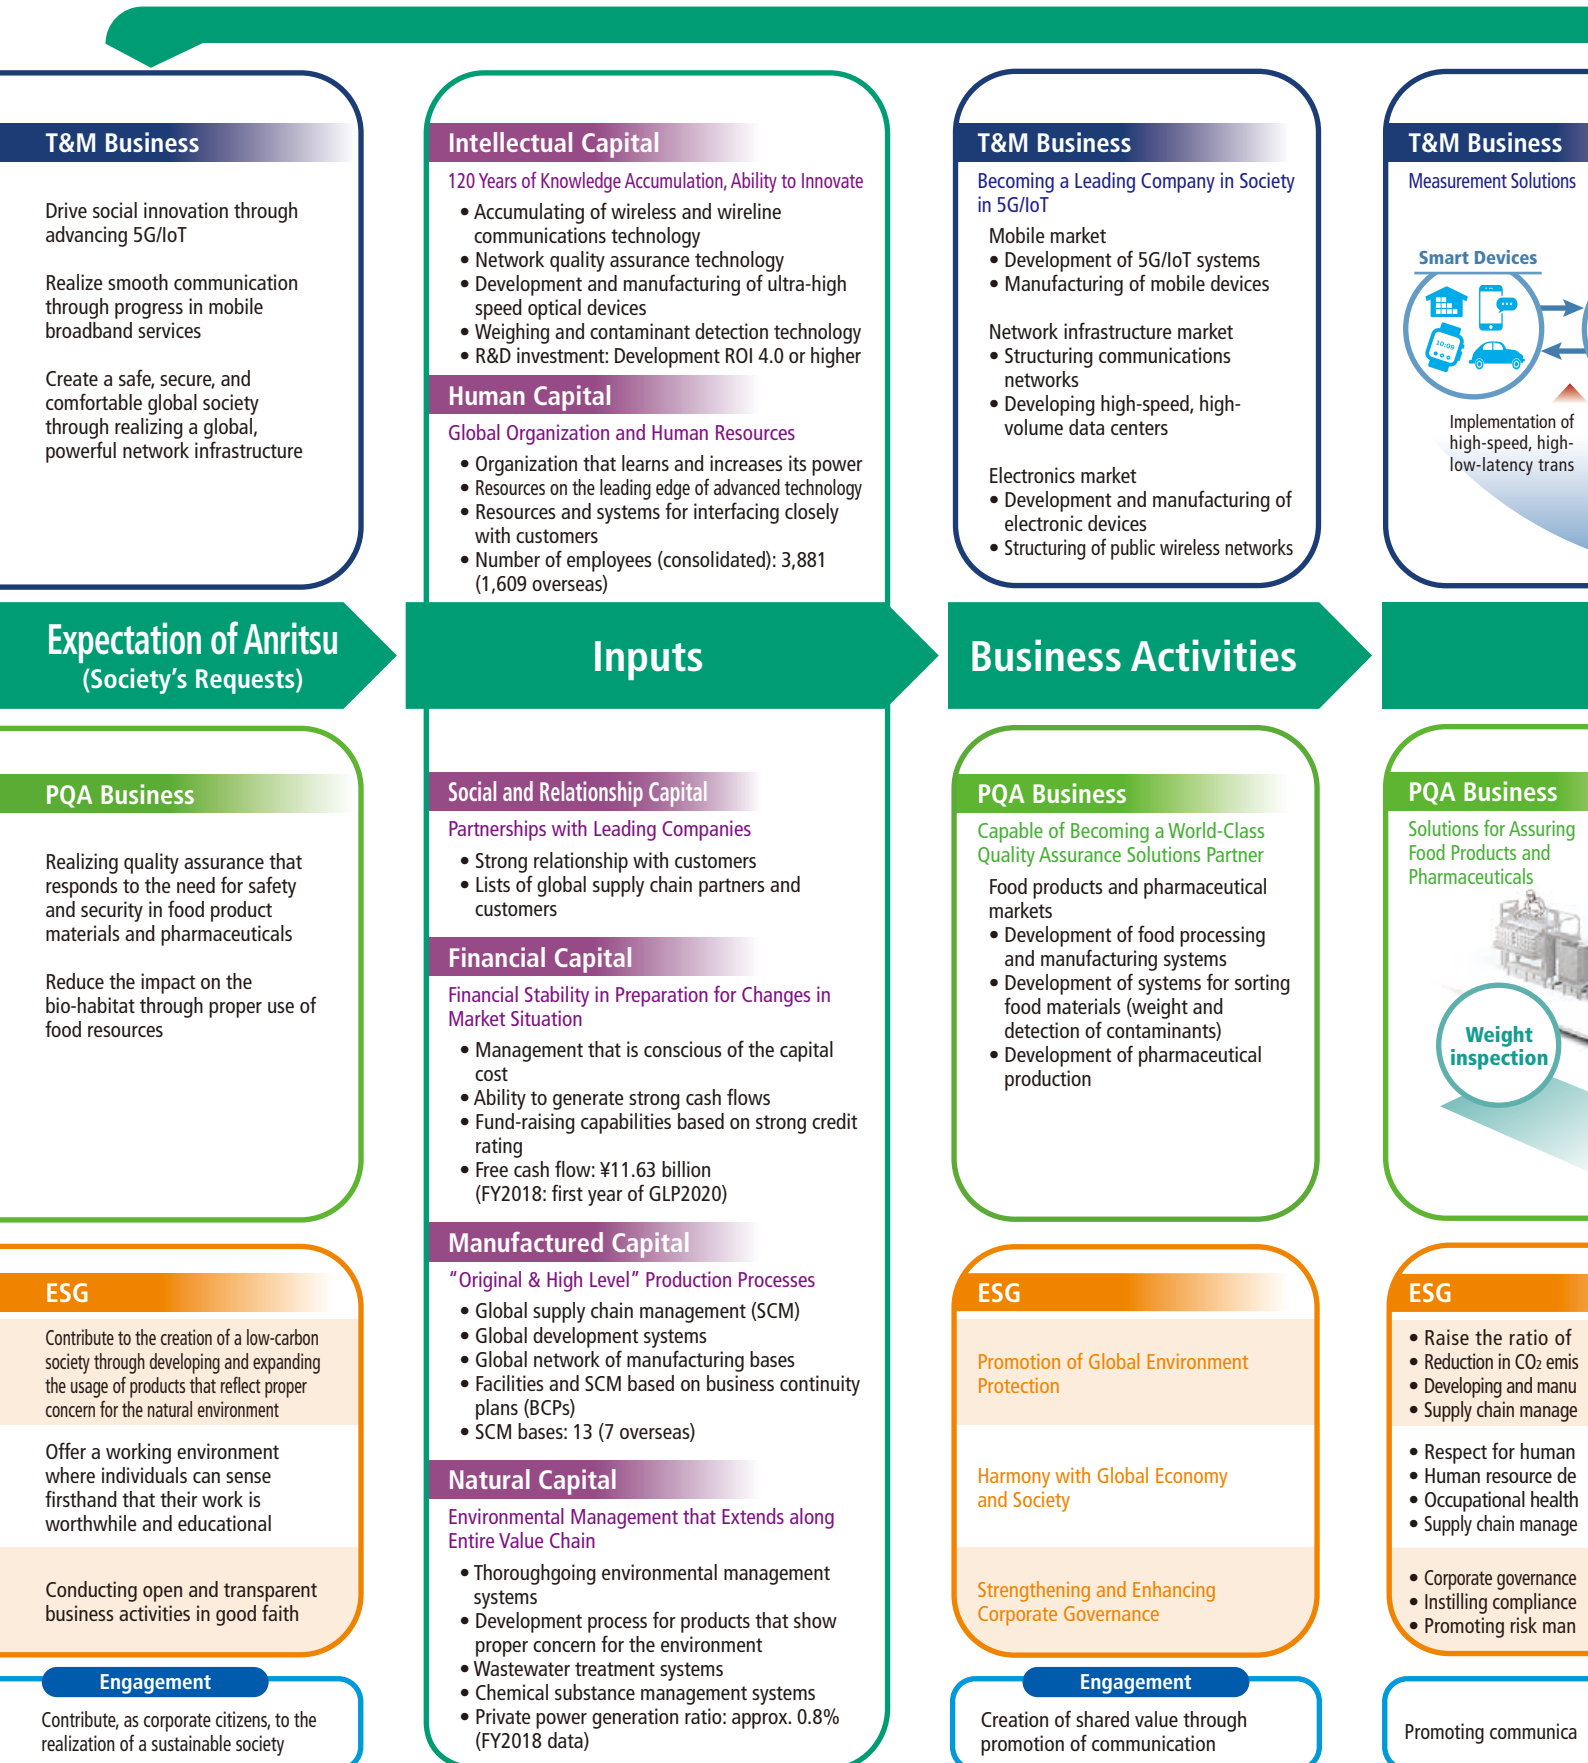 T&M Business
Drive social innovation through
advancing 5G/IoT
Realize smooth communication
through progress in mobile
broadband services
Create a safe, secure, and
comfortable global society
through realizing a global,
powerful network infrastructure
Expectation of Anritsu
(Society's Requests)
PQA Business
Realizing quality assurance that
responds to the need for safety
and security in food product
materials and pharmaceuticals
Reduce the impact on the
bio-habitat through proper use of
food resources
ESG
Contribute to the creation of a low-carbon
society through developing and expanding
the usage of products that reflect proper
concern for the natural environment
Offer a working environment
where individuals can sense
firsthand that their work is
worthwhile and educational
Conducting open and transparent
business activities in good faith
Engagement
Contribute, as corporate citizens, to the
realization of a sustainable society
Intellectual Capital
120 Years of Knowledge Accumulation, Ability to Innovate
• Accumulating of wireless and wireline
communications technology
• Network quality assurance technology
• Development and manufacturing of ultra-high
speed optical devices
• Weighing and contaminant detection technology
• R&D investment: Development ROI 4.0 or higher
Human Capital
Global Organization and Human Resources
• Organization that learns and increases its power
• Resources on the leading edge of advanced technology
• Resources and systems for interfacing closely
with customers
• Number of employees (consolidated): 3,881
(1,609 overseas)
Inputs
Social and Relationship Capital
Partnerships with Leading Companies
• Strong relationship with customers
• Lists of global supply chain partners and
customers
Financial Capital
Financial Stability in Preparation for Changes in
Market Situation
• Management that is conscious of the capital
cost
• Ability to generate strong cash flows
• Fund-raising capabilities based on strong credit
rating
• Free cash flow: ¥11.63 billion
(FY2018: first year of GLP2020)
Manufactured Capital
"Original & High Level" Production Processes
• Global supply chain management (SCM)
• Global development systems
• Global network of manufacturing bases
• Facilities and SCM based on business continuity
plans (BCPs)
• SCM bases: 13 (7 overseas)
Natural Capital
Environmental Management that Extends along
Entire Value Chain
• Thoroughgoing environmental management
systems
• Development process for products that show
proper concern for the environment
• Wastewater treatment systems
• Chemical substance management systems
• Private power generation ratio: approx. 0.8%
(FY2018 data)
T&M Business
Becoming a Leading Company in Society
in 5G/IoT
Mobile market
• Development of 5G/IoT systems
• Manufacturing of mobile devices
Network infrastructure market
• Structuring communications
networks
• Developing high-speed, high-
volume data centers
Electronics market
• Development and manufacturing of
electronic devices
• Structuring of public wireless networks
Business Activities
PQA Business
Capable of Becoming a World-Class
Quality Assurance Solutions Partner
Food products and pharmaceutical
markets
• Development of food processing
and manufacturing systems
• Development of systems for sorting
food materials (weight and
detection of contaminants)
• Development of pharmaceutical
production
ESG
Promotion of Global Environment
Protection
Harmony with Global Economy
and Society
Strengthening and Enhancing
Corporate Governance
Engagement
Creation of shared value through
promotion of communication
T&M Business
Measurement Solutions
Smart Devices
10:09
Implementation of
high-speed, high-
low-latency trans
PQA Business
Solutions for Assuring
Food Products and
Pharmaceuticals
Weight
inspection
ESG
• Raise the ratio of
• Reduction in CO2 emis
• Developing and manu
• Supply chain manage
• Respect for human
• Human resource de
• Occupational health
• Supply chain manage
• Corporate governance
• Instilling compliance
• Promoting risk man
Promoting communica